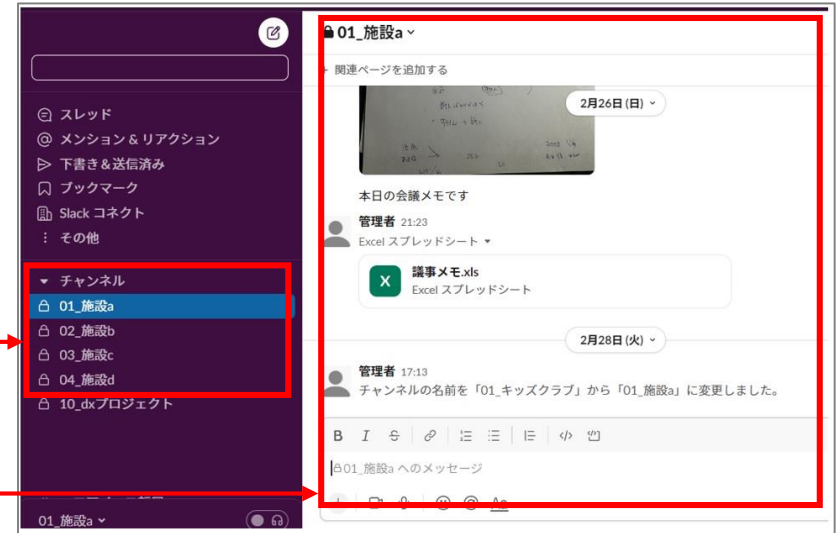 スレッド
メンション & リアクション
下書き & 送信済み
ブックマーク
Slack コネクト
その他
チャンネル
01_施設a
02_施設b
03_施設c
04_施設d
10_dxプロジェクト
01_施設a
01_施設a
+ 関連ページを追加する
2月26日 (日)
本日の会議メモです
管理者 21:23
Excel スプレッドシート
X
議事メモ.xls
Excel スプレッドシート
2月28日 (火)
管理者 17:13
チャンネルの名前を「01_キッズクラブ」から「01_施設a」に変更しました。
B I S
01_施設a へのメッセージ
Aa